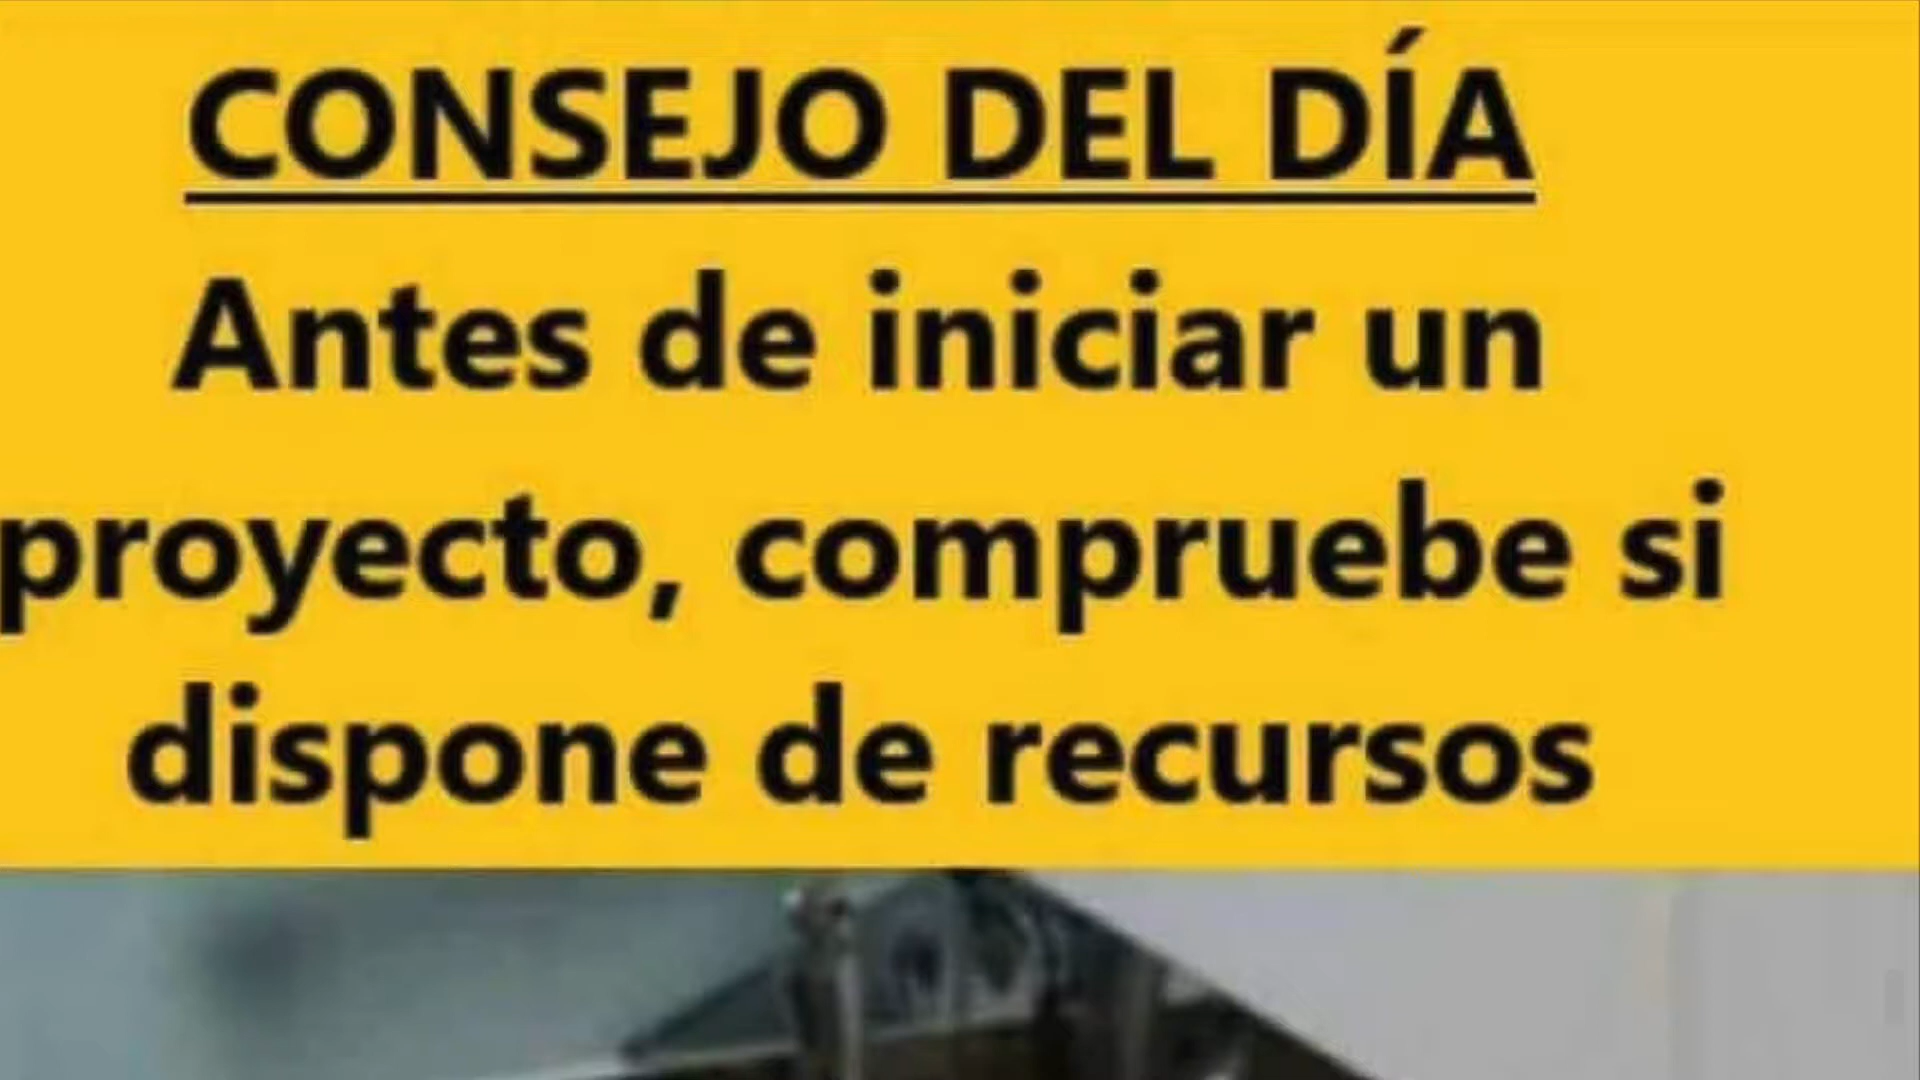 CONSEJO DEL DÍA
Antes de iniciar un
proyecto, compruebe si
dispone de recursos